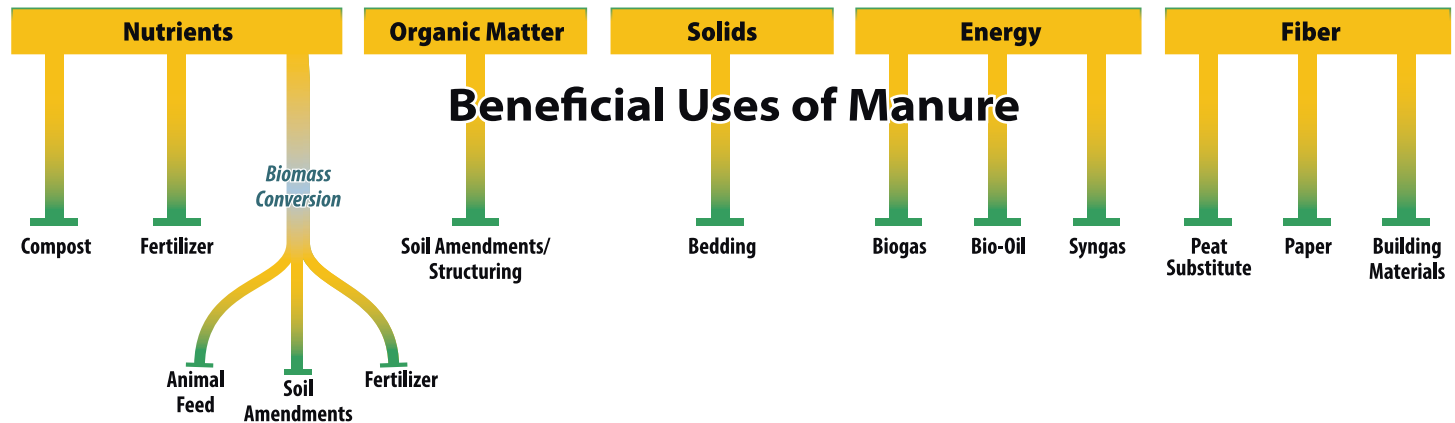 Nutrients
Organic Matter
Solids
Energy
Fiber
Beneficial Uses of Manure
Biomass
Conversion
Compost
Fertilizer
Soil Amendments/
Structuring
Bedding
Biogas
Bio-Oil
Syngas
Peat
Substitute
Paper
Building
Materials
Animal
Feed
Soil
Amendments
Fertilizer